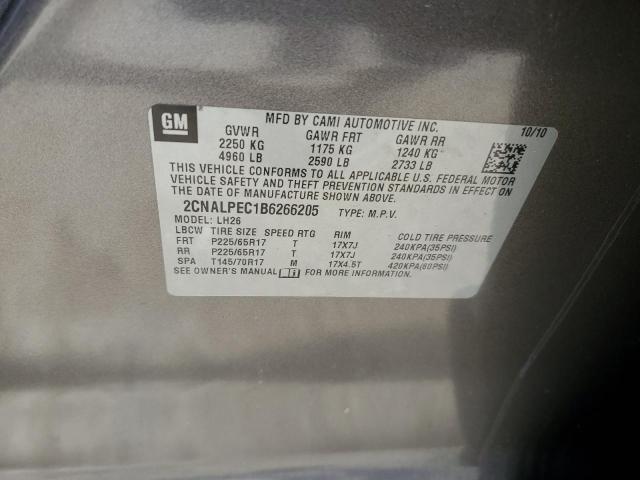 GM MFD BY CAMI AUTOMOTIVE INC. 10/10
GVWR GAWR FRT GAWR RR
2250 KG 1175 KG 1240 KG
4960 LB 2590 LB 2733 LB
THIS VEHICLE CONFORMS TO ALL APPLICABLE U.S. FEDERAL MOTOR
VEHICLE SAFETY AND THEFT PREVENTION STANDARDS IN EFFECT ON
THE DATE OF MANUFACTURE SHOWN ABOVE.
2CNALPEC1B6266205 TYPE: M.P.V.
MODEL: LH26
LBCW TIRE SIZE SPEED RTG RIM COLD TIRE PRESSURE
FRT P225/65R17 T 17X7J 240KPA(35PSI)
RR P225/65R17 T 17X7J 240KPA(35PSI)
SPA T145/70R17 M 17X4.5T 420KPA(60PSI)
SEE OWNER'S MANUAL FOR MORE INFORMATION.